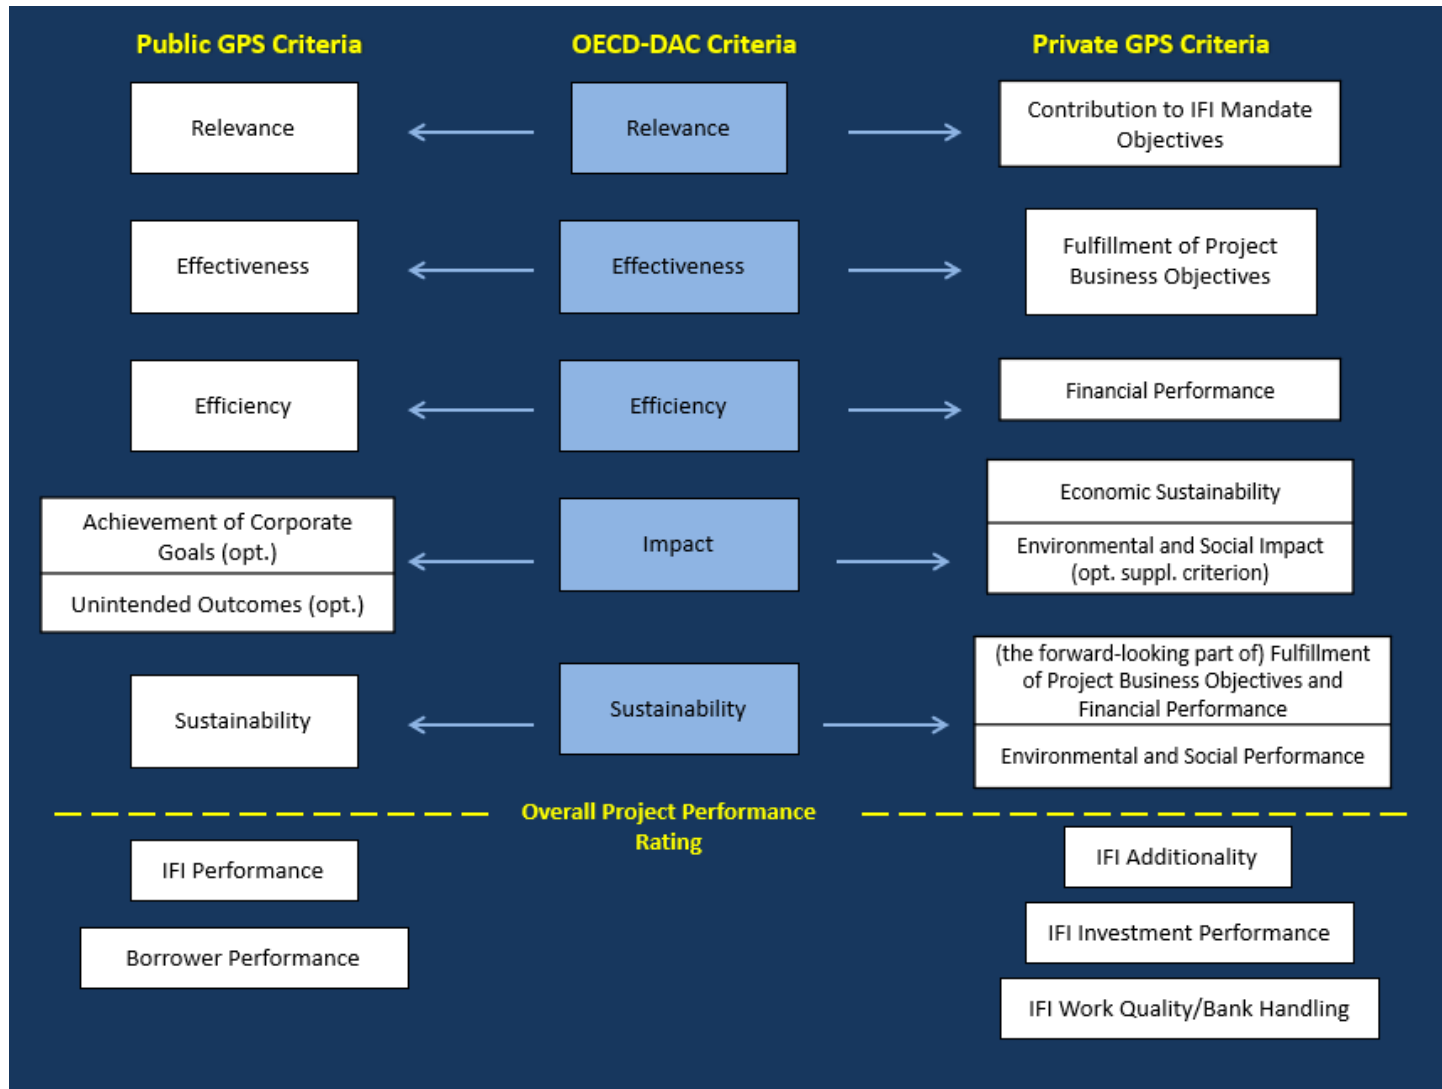 Public GPS Criteria
OECD-DAC Criteria
Private GPS Criteria
Relevance
Relevance
Contribution to IFI Mandate
Objectives
Effectiveness
Effectiveness
Fulfillment of Project
Business Objectives
Efficiency
Efficiency
Financial Performance
Achievement of Corporate
Goals (opt.)
Unintended Outcomes (opt.)
Impact
Economic Sustainability
Environmental and Social Impact
(opt. suppl. criterion)
Sustainability
Sustainability
(the forward-looking part of) Fulfillment
of Project Business Objectives and
Financial Performance
Environmental and Social Performance
Overall Project Performance
Rating
IFI Performance
Borrower Performance
IFI Additionality
IFI Investment Performance
IFI Work Quality/Bank Handling